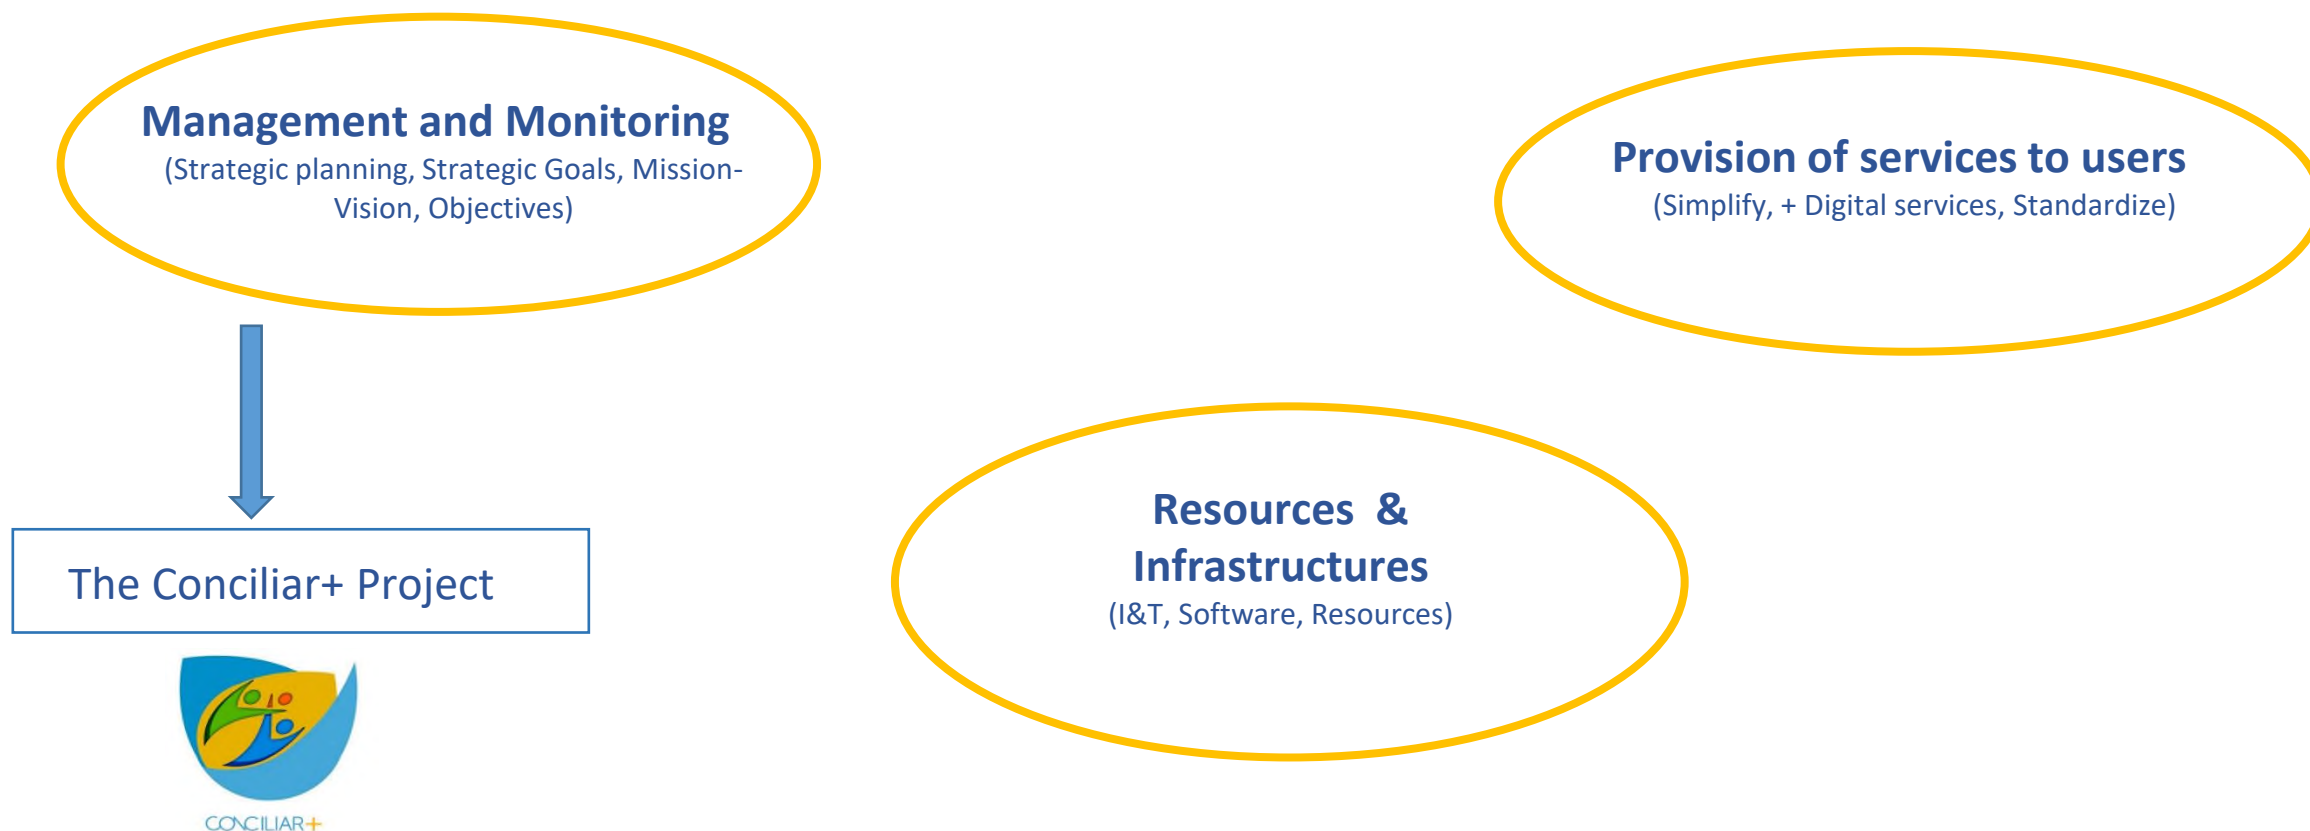 Management and Monitoring
(Strategic planning, Strategic Goals, Mission-
Vision, Objectives)
Provision of services to users
(Simplify, + Digital services, Standardize)
Resources &
Infrastructures
(I&T, Software, Resources)
The Conciliar+ Project
CONCILIAR+